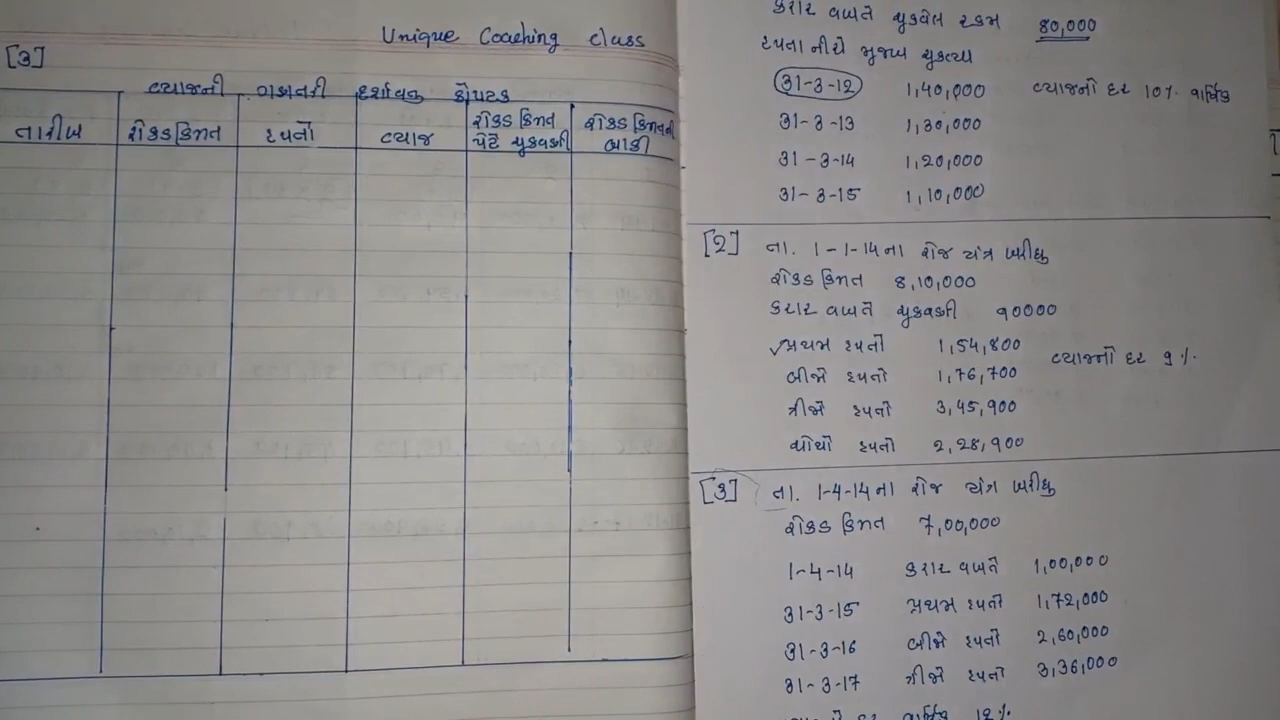 Unique Coaching Class
[3]
વ્યાજની ગણતરી દર્શાવતુ કોષ્ટક
તારીખ રોકડ કિંમત હપ્તો વ્યાજ રોકડ કિંમત પેટે ચૂકવણી રોકડ કિંમતની બાકી
કરાર વખતે ચૂકવેલ રકમ 80,000
હપ્તા નીચે મુજબ ચૂકવ્યા
31-3-12 1,40,000 વ્યાજનો દર 10% વાર્ષિક
31-3-13 1,30,000
31-3-14 1,20,000
31-3-15 1,10,000
[2] તા. 1-1-14ના રોજ યંત્ર ખરીદ્યુ
રોકડ કિંમત 8,10,000
કરાર વખતે ચૂકવણી 90000
પ્રથમ હપ્તો 1,54,800 વ્યાજનો દર 9%
બીજો હપ્તો 1,76,700
ત્રીજો હપ્તો 3,45,900
ચોથો હપ્તો 2,28,900
[3] તા. 1-4-14ના રોજ યંત્ર ખરીદ્યુ
રોકડ કિંમત 7,00,000
1-4-14 કરાર વખતે 1,00,000
31-3-15 પ્રથમ હપ્તો 1,72,000
31-3-16 બીજો હપ્તો 2,60,000
31-3-17 ત્રીજો હપ્તો 3,36,000
દર વાર્ષિક 12%